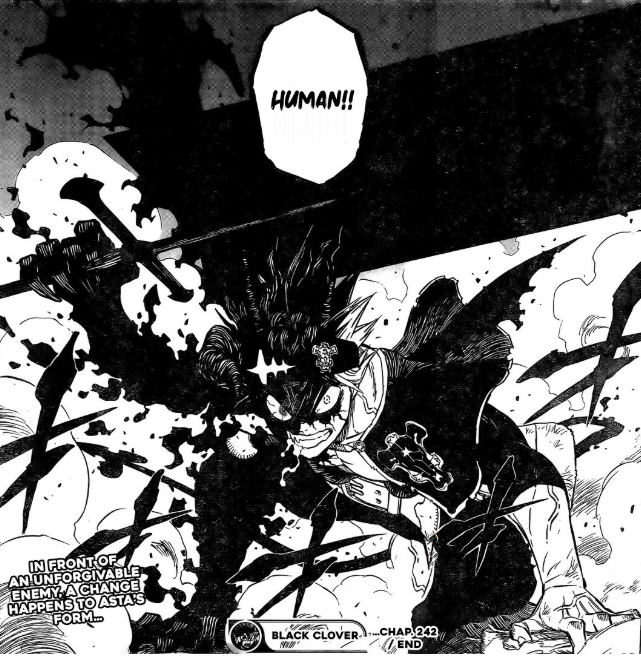 HUMAN!!
IN FRONT OF
AN UNFORGIVABLE
ENEMY, A CHANGE
HAPPENS TO ASTA'S
FORM...
BLACK CLOVER
...CHAP. 242
END